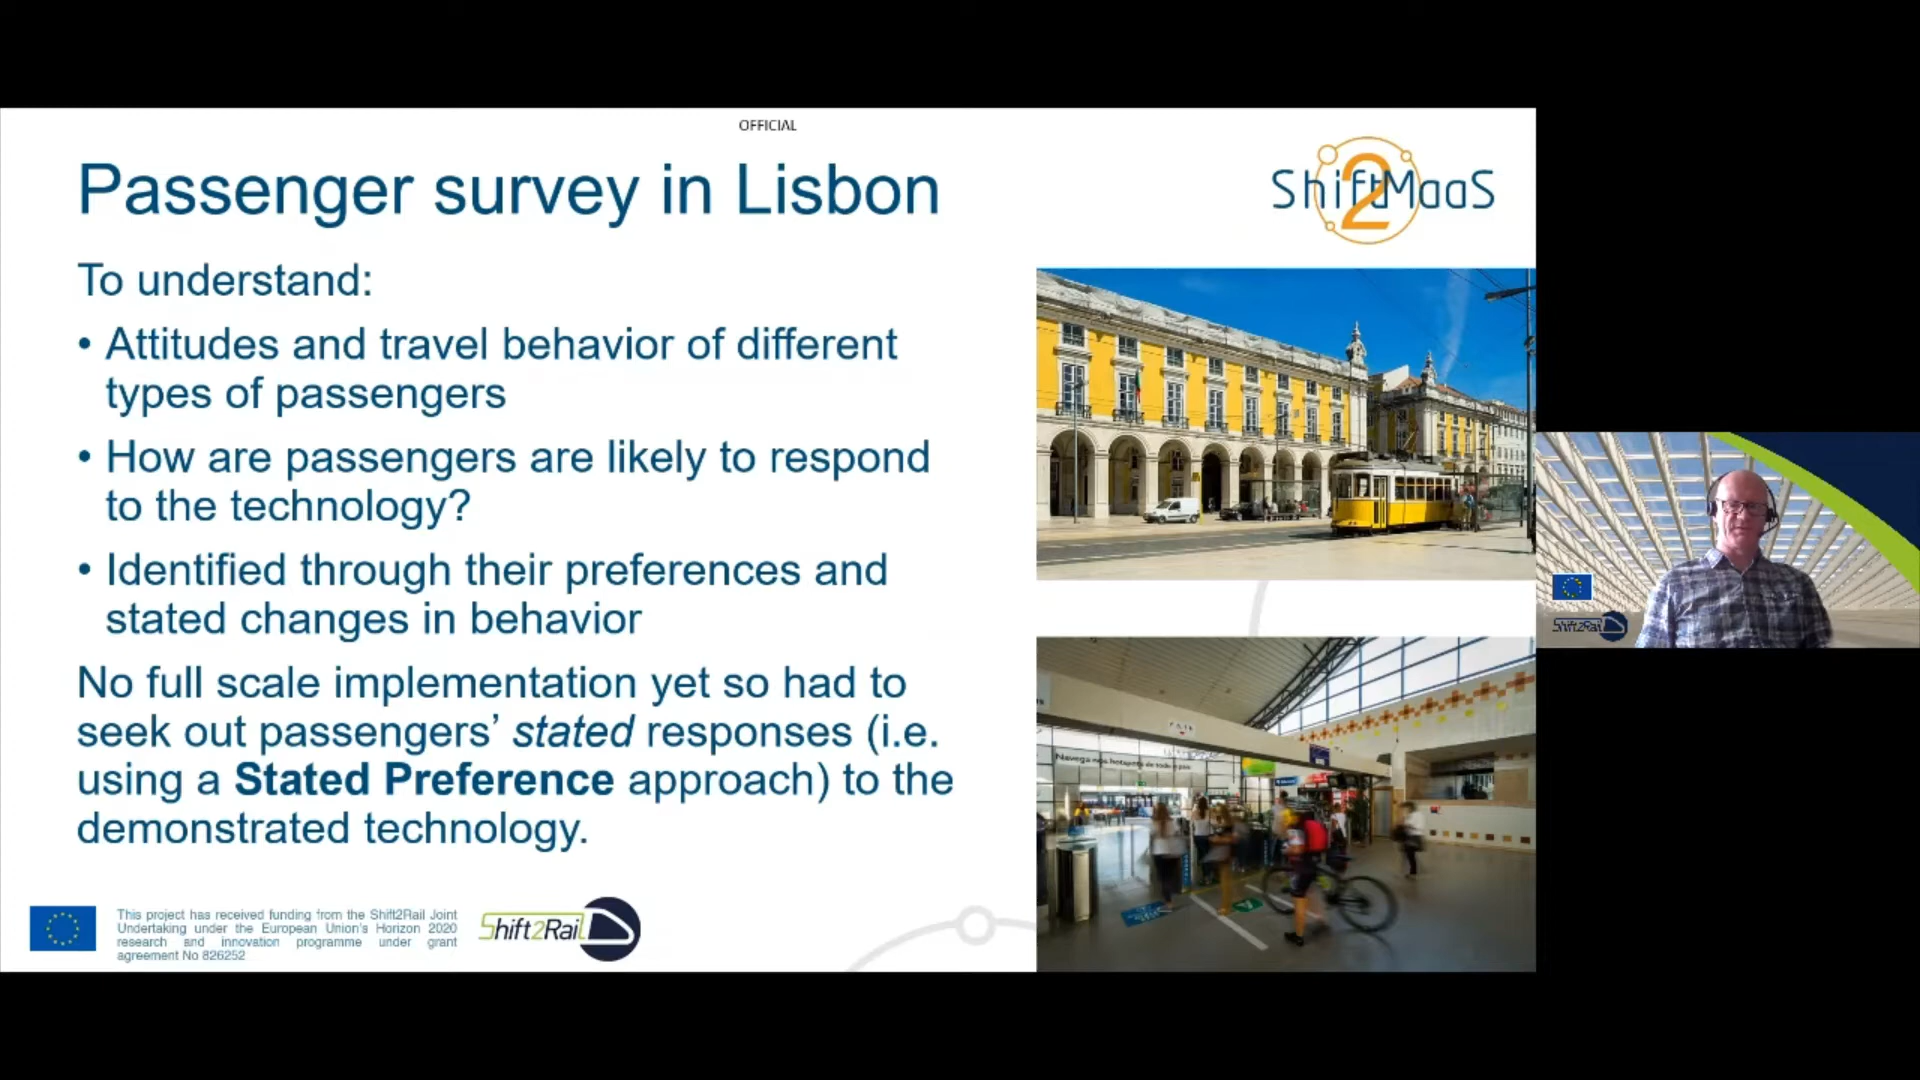 OFFICIAL
Passenger survey in Lisbon
Shift2MaaS
To understand:
• Attitudes and travel behavior of different
types of passengers
• How are passengers are likely to respond
to the technology?
• Identified through their preferences and
stated changes in behavior
No full scale implementation yet so had to
seek out passengers’ stated responses (i.e.
using a Stated Preference approach) to the
demonstrated technology.
This project has received funding from the Shift2Rail Joint
Undertaking under the European Union's Horizon 2020
research and innovation programme under grant
agreement No 826252
Shift2Rail
Shift2Rail